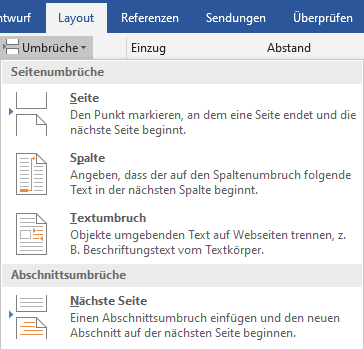 ntwurf Layout Referenzen Sendungen Überprüfen
Umbrüche Einzug Abstand
Seitenumbrüche
Seite
Den Punkt markieren, an dem eine Seite endet und die
nächste Seite beginnt.
Spalte
Angeben, dass der auf den Spaltenumbruch folgende
Text in der nächsten Spalte beginnt.
Textumbruch
Objekte umgebenden Text auf Webseiten trennen, z.
B. Beschriftungstext vom Textkörper.
Abschnittsumbrüche
Nächste Seite
Einen Abschnittsumbruch einfügen und den neuen
Abschnitt auf der nächsten Seite beginnen.